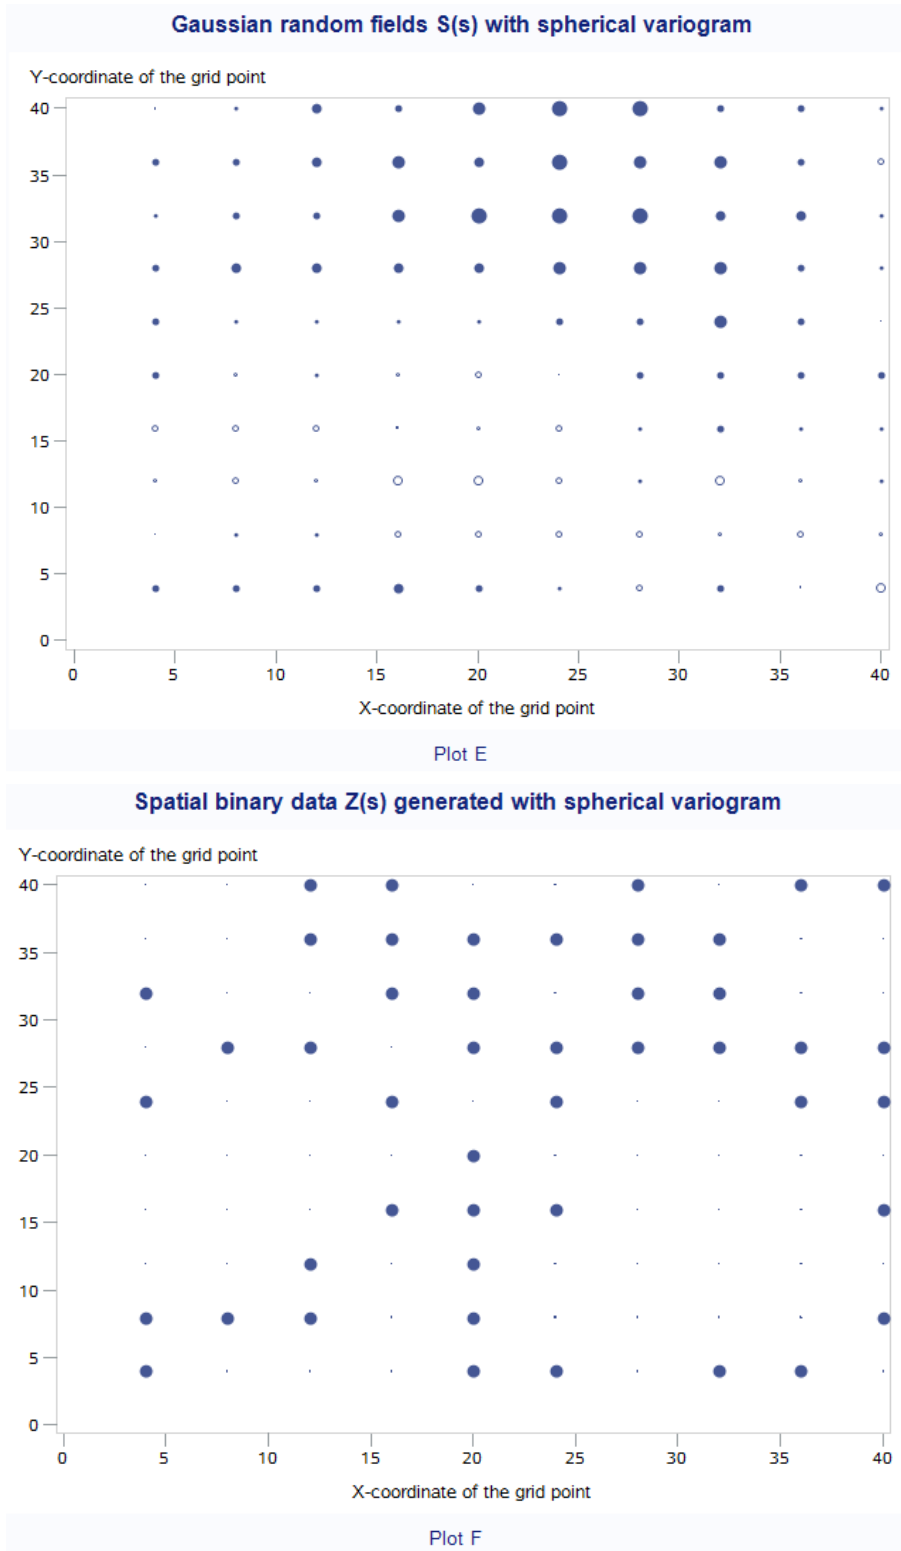 Gaussian random fields S(s) with spherical variogram
Y-coordinate of the grid point
40
35
30
25
20
15
10
5
0
0 5 10 15 20 25 30 35 40
X-coordinate of the grid point
Plot E
Spatial binary data Z(s) generated with spherical variogram
Y-coordinate of the grid point
40
35
30
25
20
15
10
5
0
0 5 10 15 20 25 30 35 40
X-coordinate of the grid point
Plot F